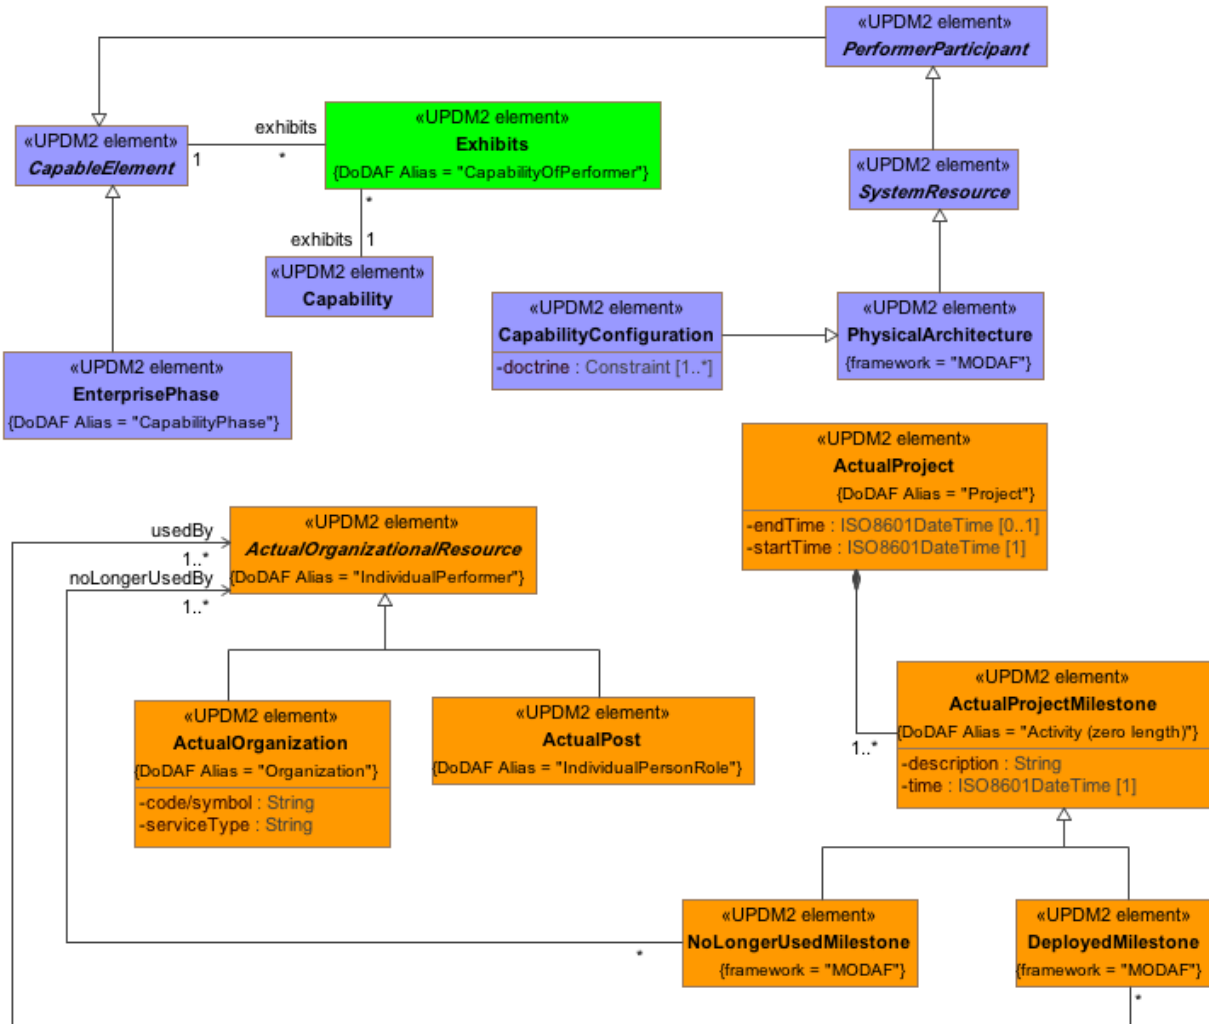 «UPDM2 element»
PerformerParticipant
«UPDM2 element»
CapableElement
exhibits
1
*
«UPDM2 element»
Exhibits
{DoDAF Alias = "CapabilityOfPerformer"}
«UPDM2 element»
SystemResource
*
exhibits
1
«UPDM2 element»
Capability
«UPDM2 element»
CapabilityConfiguration
-doctrine : Constraint [1..*]
«UPDM2 element»
PhysicalArchitecture
{framework = "MODAF"}
«UPDM2 element»
EnterprisePhase
{DoDAF Alias = "CapabilityPhase"}
«UPDM2 element»
ActualProject
{DoDAF Alias = "Project"}
-endTime : ISO8601DateTime [0..1]
-startTime : ISO8601DateTime [1]
usedBy
1..*
noLongerUsedBy
1..*
«UPDM2 element»
ActualOrganizationalResource
{DoDAF Alias = "IndividualPerformer"}
«UPDM2 element»
ActualOrganization
{DoDAF Alias = "Organization"}
-code/symbol : String
-serviceType : String
«UPDM2 element»
ActualPost
{DoDAF Alias = "IndividualPersonRole"}
1..*
«UPDM2 element»
ActualProjectMilestone
{DoDAF Alias = "Activity (zero length)"}
-description : String
-time : ISO8601DateTime [1]
*
«UPDM2 element»
NoLongerUsedMilestone
{framework = "MODAF"}
«UPDM2 element»
DeployedMilestone
{framework = "MODAF"}
*